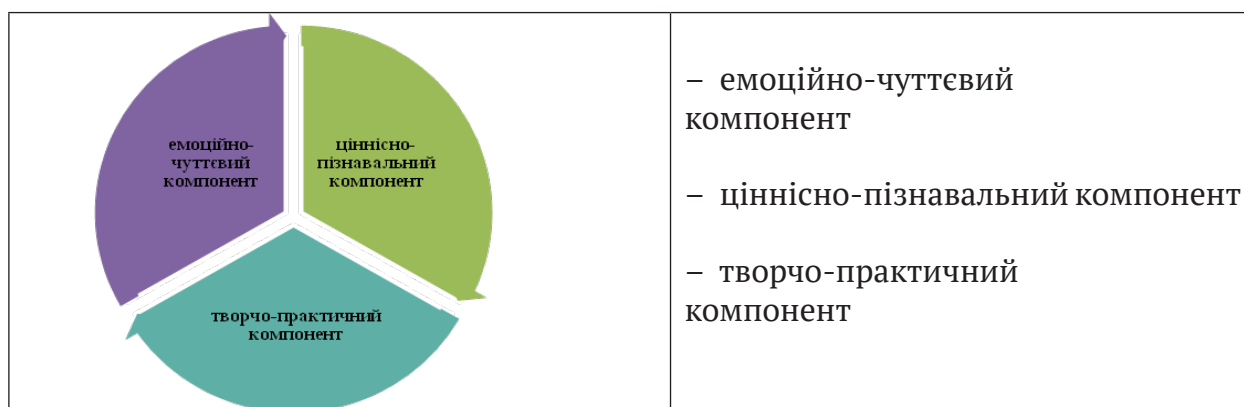 емоційно-
чуттєвий
компонент
ціннісно-
пізнавальний
компонент
творчо-практичний
компонент
– емоційно-чуттєвий
компонент
– ціннісно-пізнавальний компонент
– творчо-практичний
компонент